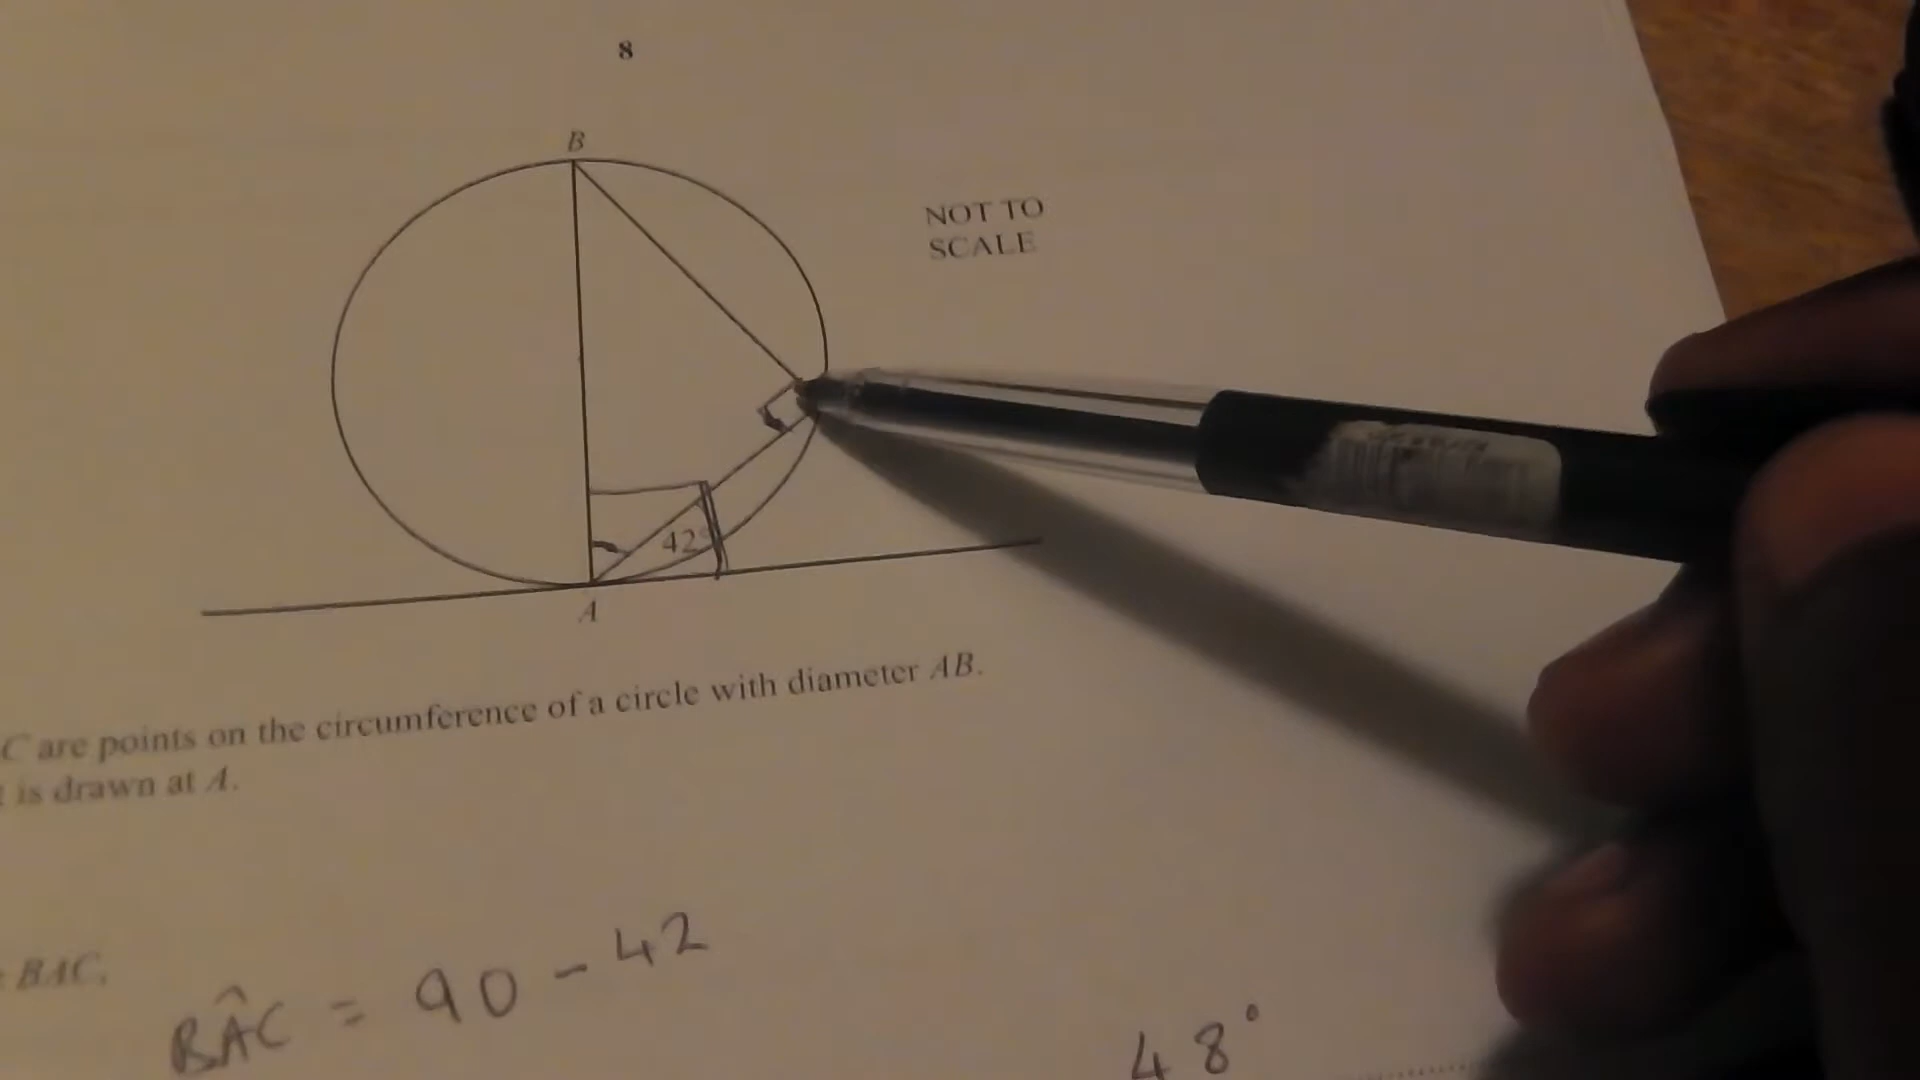 8
B
NOT TO
SCALE
42°
A
C are points on the circumference of a circle with diameter AB.
is drawn at A.
BAC,
BÂC = 90 - 42
48°